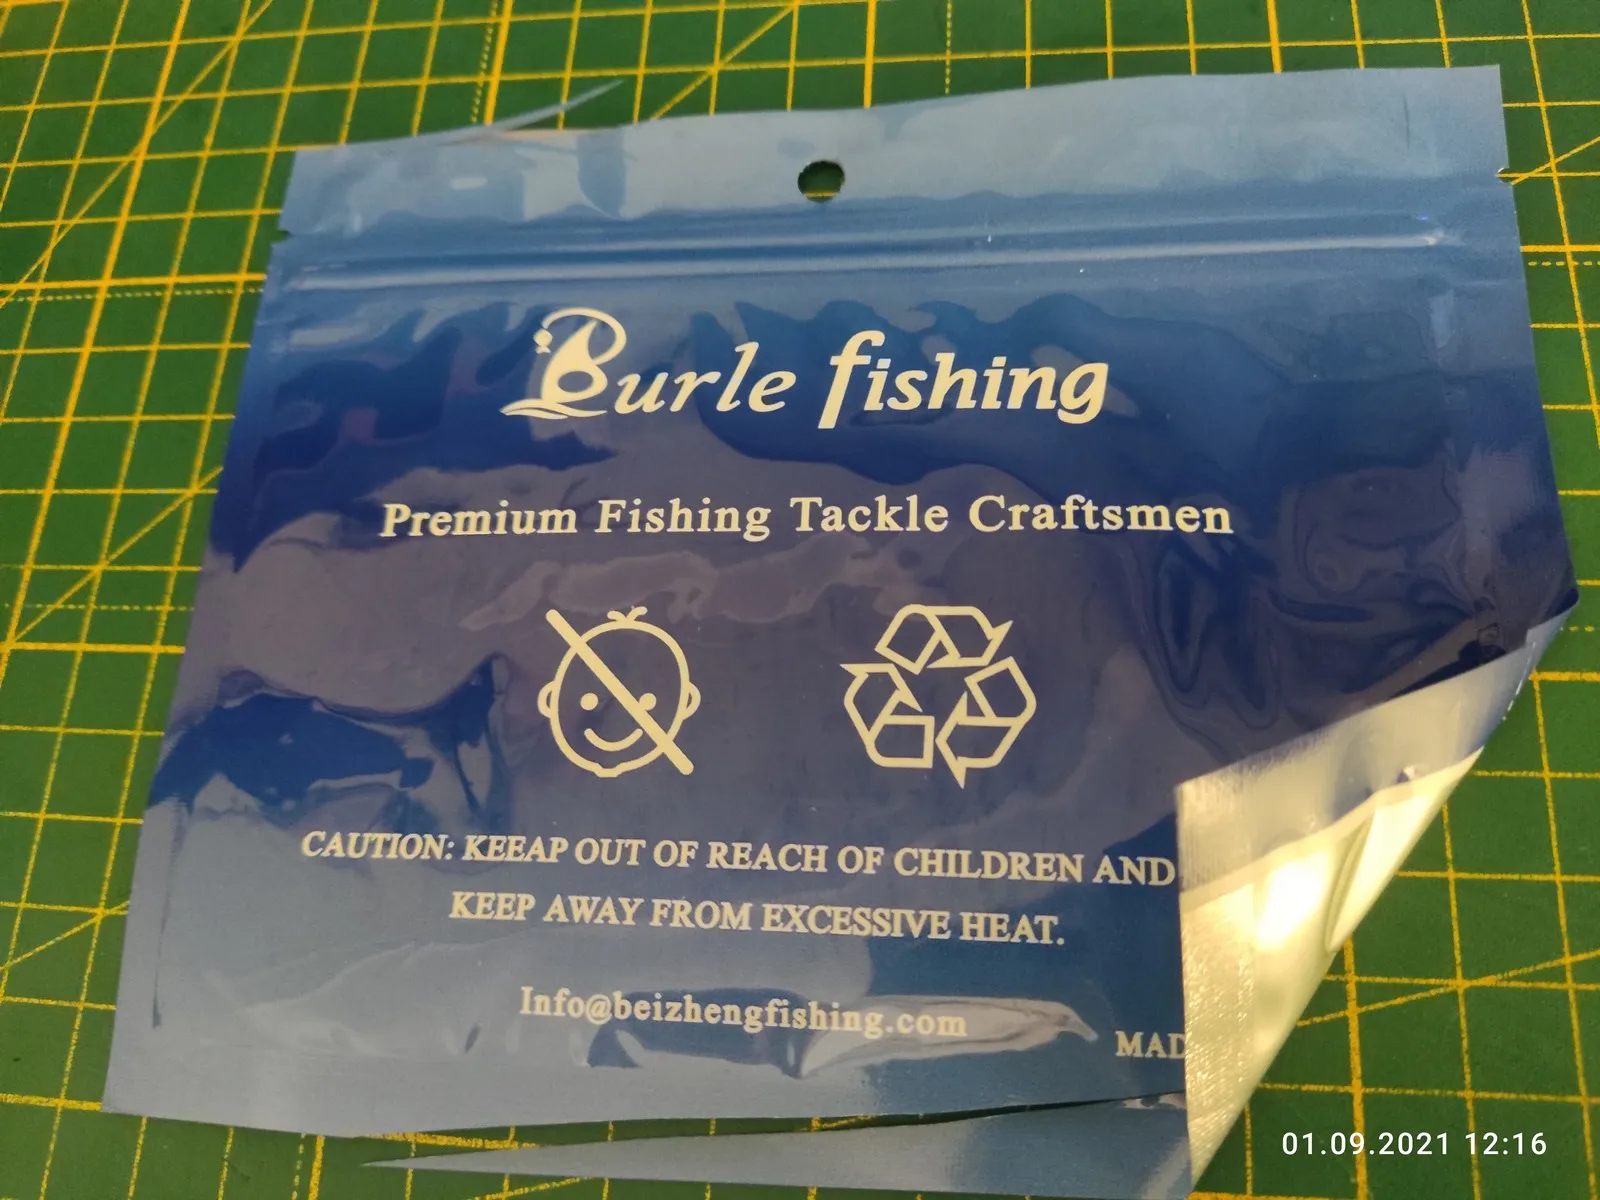 Burle fishing
Premium Fishing Tackle Craftsmen
CAUTION: KEEAP OUT OF REACH OF CHILDREN AND
KEEP AWAY FROM EXCESSIVE HEAT.
Info@beizhengfishing.com
MAD
01.09.2021 12:16